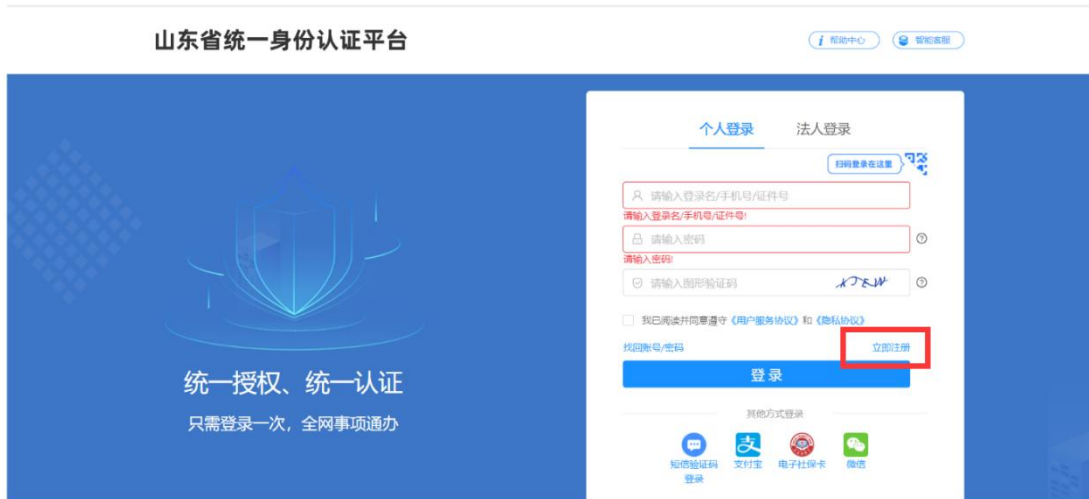 山东省统一身份认证平台
帮助中心
智能客服
个人登录 法人登录
扫码登录在这里
请输入登录名/手机号/证件号
请输入登录名/手机号/证件号!
请输入密码
请输入密码!
请输入图形验证码
XTEW
我已阅读并同意遵守《用户服务协议》和《隐私协议》
找回账号/密码 立即注册
登录
统一授权、统一认证
只需登录一次，全网事项通办
其他方式登录
短信验证码
登录
支付宝
电子社保卡
微信